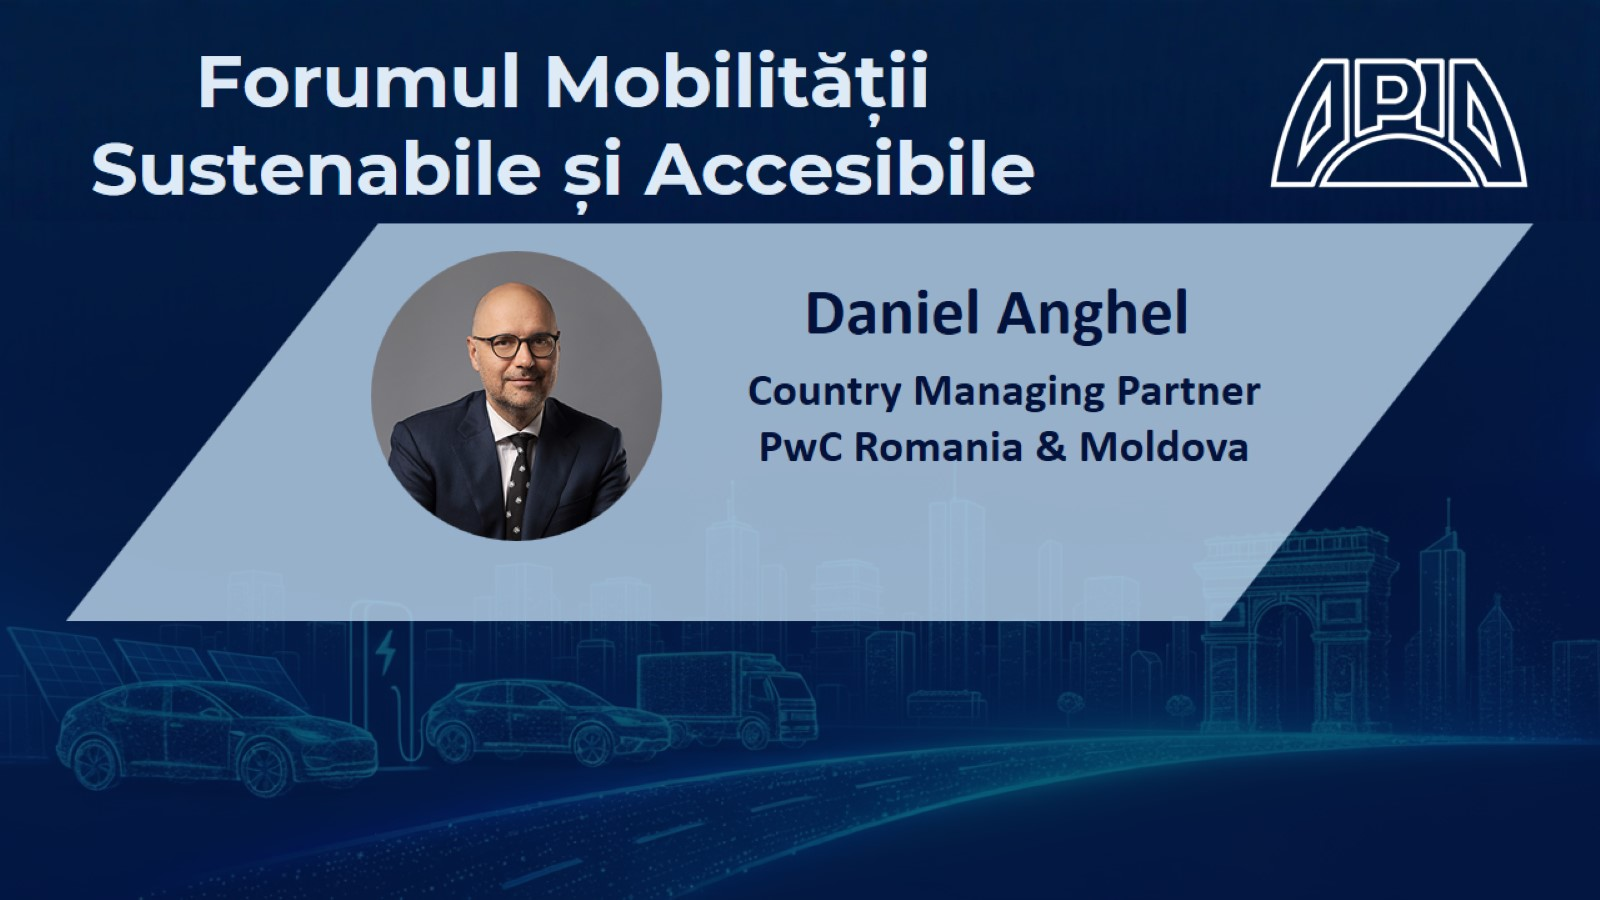 Forumul Mobilității
Sustenabile și Accesibile
APIA
Daniel Anghel
Country Managing Partner
PwC Romania & Moldova